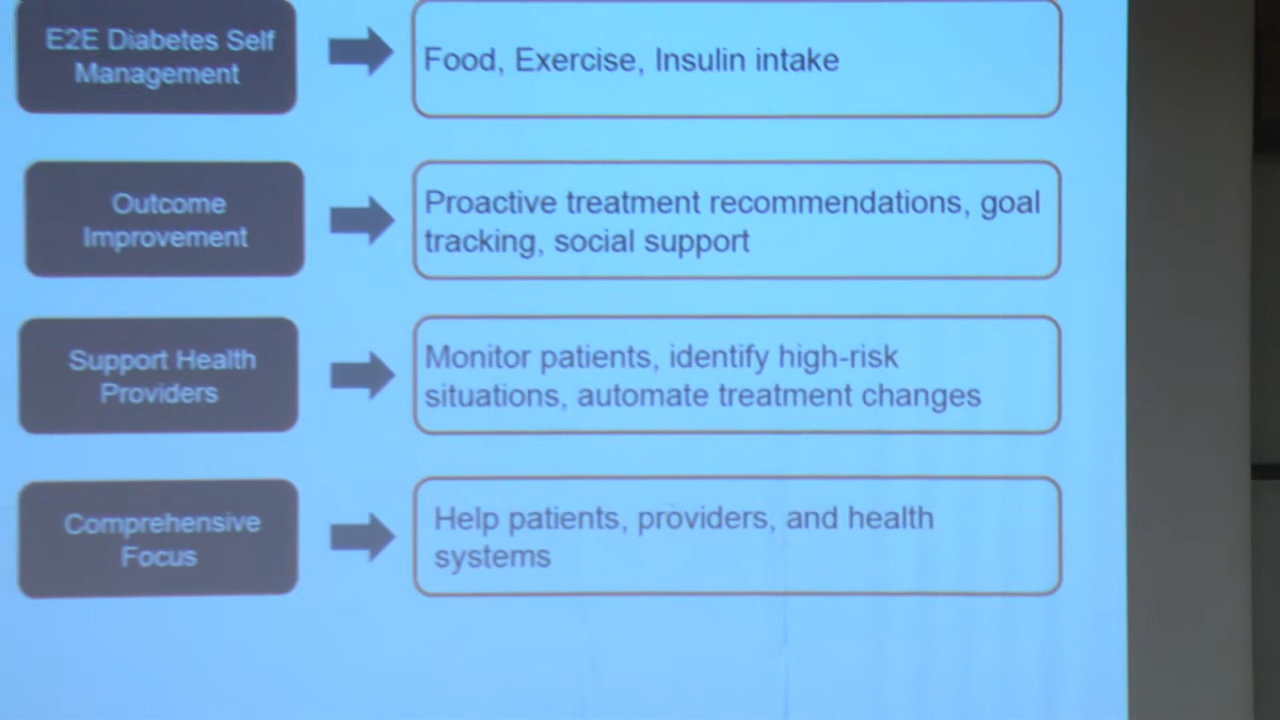 E2E Diabetes Self
Management
Food, Exercise, Insulin intake
Outcome
Improvement
Proactive treatment recommendations, goal
tracking, social support
Support Health
Providers
Monitor patients, identify high-risk
situations, automate treatment changes
Comprehensive
Focus
Help patients, providers, and health
systems